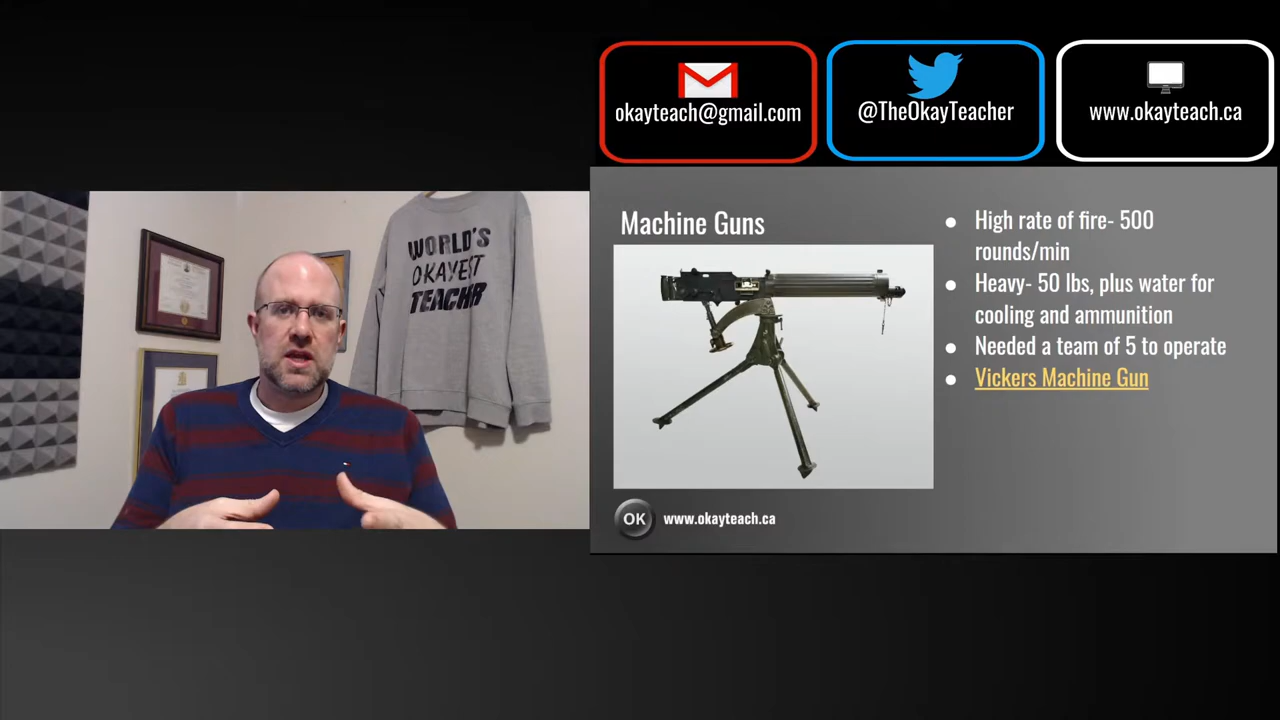 okayteach@gmail.com
@TheOkayTeacher
www.okayteach.ca
WORLD'S
OKAYEST
TEACHR
Machine Guns
● High rate of fire- 500
rounds/min
● Heavy- 50 lbs, plus water for
cooling and ammunition
● Needed a team of 5 to operate
● Vickers Machine Gun
OK www.okayteach.ca